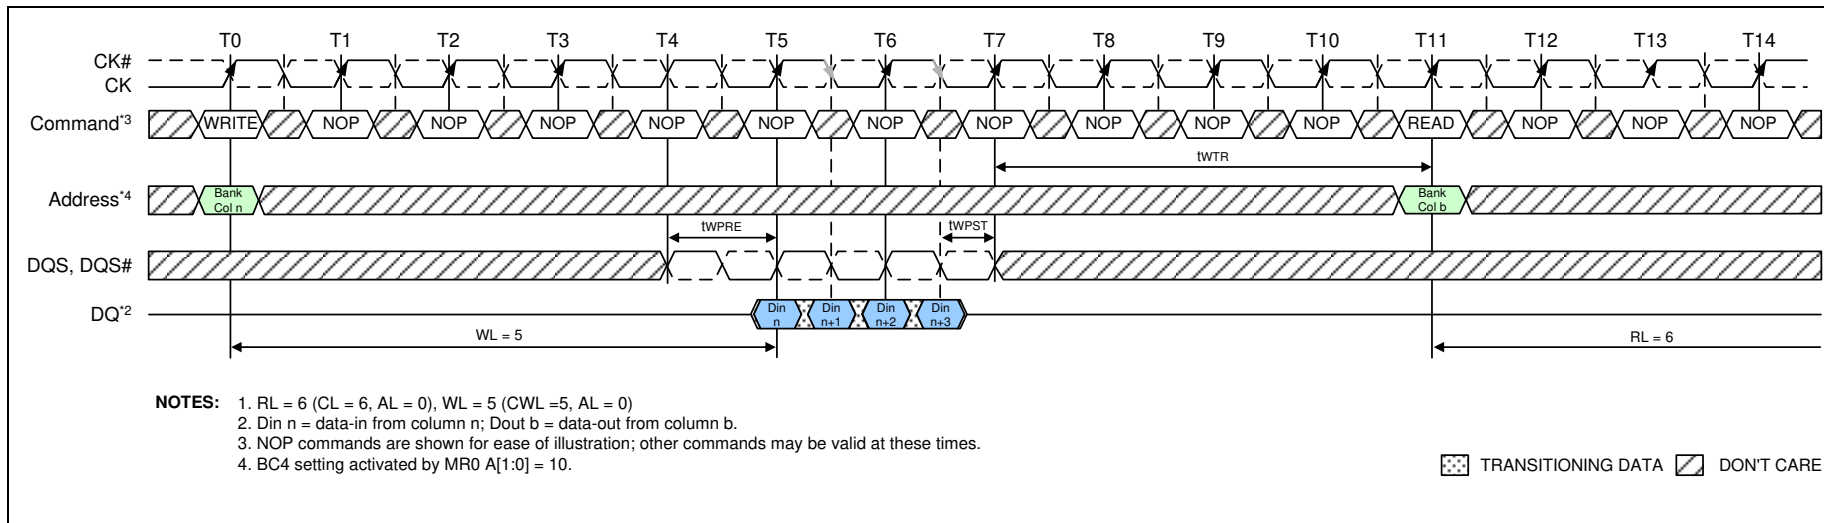 T0 T1 T2 T3 T4 T5 T6 T7 T8 T9 T10 T11 T12 T13 T14
CK#
CK
Command*3 WRITE NOP NOP NOP NOP NOP NOP NOP NOP NOP NOP READ NOP NOP NOP
tWTR
Address*4 Bank Col n Bank Col b
tWPRE tWPST
DQS, DQS#
DQ*2 Din n Din n+1 Din n+2 Din n+3
WL = 5 RL = 6
NOTES: 1. RL = 6 (CL = 6, AL = 0), WL = 5 (CWL =5, AL = 0)
2. Din n = data-in from column n; Dout b = data-out from column b.
3. NOP commands are shown for ease of illustration; other commands may be valid at these times.
4. BC4 setting activated by MR0 A[1:0] = 10.
TRANSITIONING DATA DON'T CARE